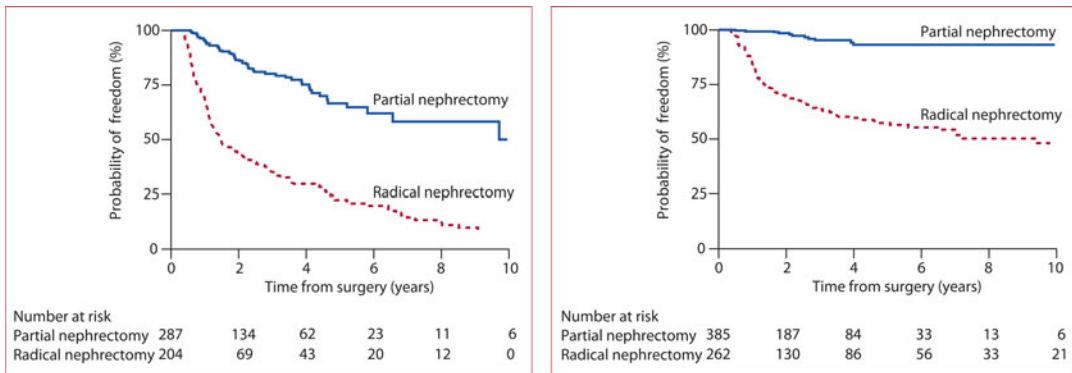 100
75
50
25
0
Probability of freedom (%)
Partial nephrectomy
Radical nephrectomy
0 2 4 6 8 10
Time from surgery (years)
Number at risk
Partial nephrectomy 287 134 62 23 11 6
Radical nephrectomy 204 69 43 20 12 0
100
75
50
25
0
Probability of freedom (%)
Partial nephrectomy
Radical nephrectomy
0 2 4 6 8 10
Time from surgery (years)
Number at risk
Partial nephrectomy 385 187 84 33 13 6
Radical nephrectomy 262 130 86 56 33 21